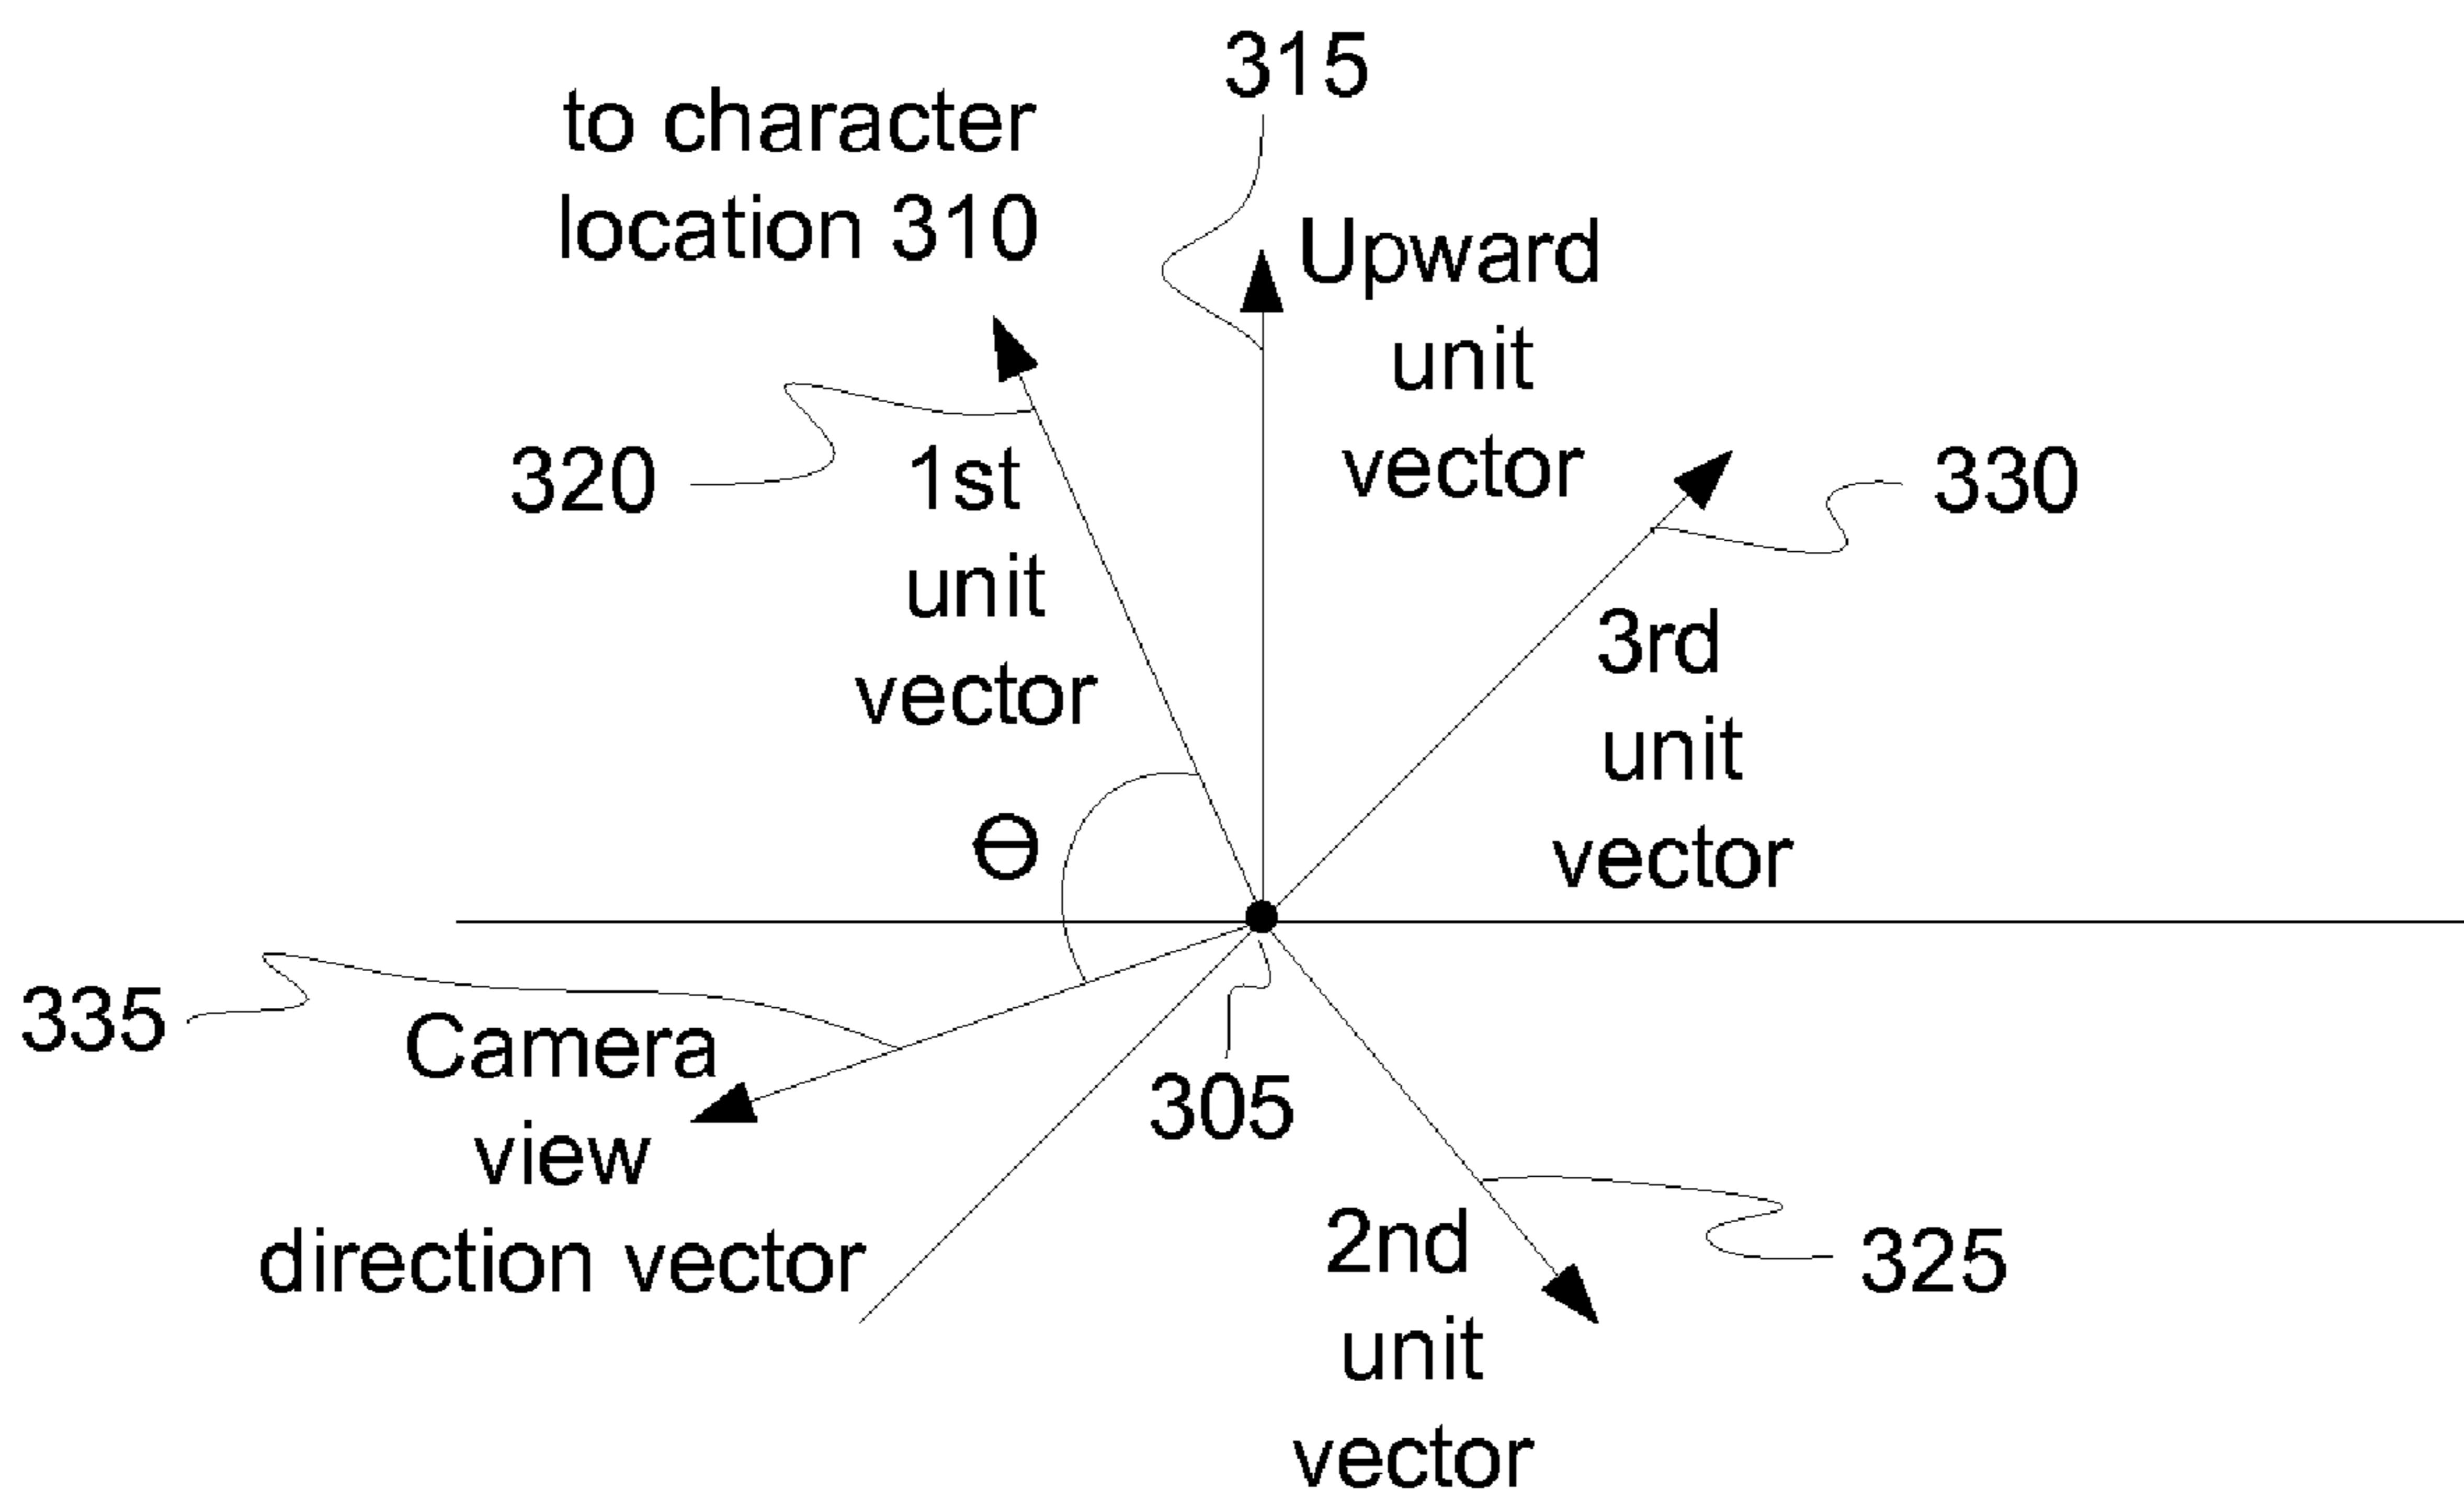 315
to character
location 310
Upward
unit
vector
320
1st
unit
vector
330
3rd
unit
vector
Ɵ
335
Camera
view
direction vector
305
2nd
unit
vector
325